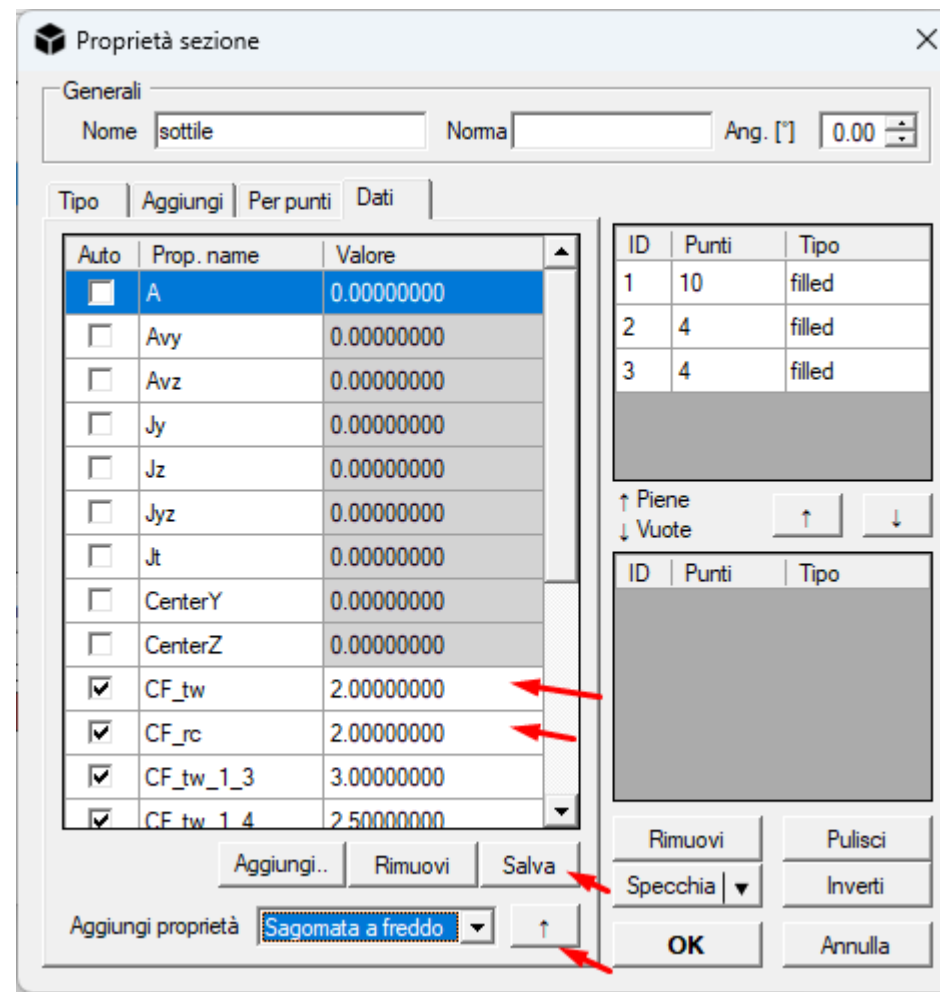 Proprietà sezione
Generali
Nome sottile Norma Ang. [°] 0.00
Tipo Aggiungi Per punti Dati
Auto Prop. name Valore
A 0.00000000
Avy 0.00000000
Avz 0.00000000
Jy 0.00000000
Jz 0.00000000
Jyz 0.00000000
Jt 0.00000000
CenterY 0.00000000
CenterZ 0.00000000
CF_tw 2.00000000
CF_rc 2.00000000
CF_tw_1_3 3.00000000
CF_tw_1_4 2.50000000
Aggiungi.. Rimuovi Salva
Aggiungi proprietà Sagomata a freddo ↑
ID Punti Tipo
1 10 filled
2 4 filled
3 4 filled
↑ Piene
↓ Vuote
↑ ↓
ID Punti Tipo
Rimuovi Pulisci
Specchia Inverti
OK Annulla